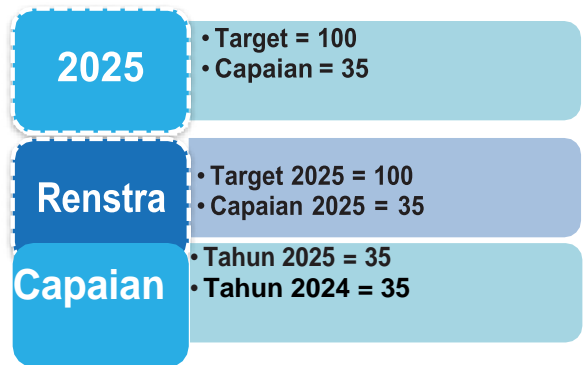 2025
• Target = 100
• Capaian = 35
Renstra
• Target 2025 = 100
• Capaian 2025 = 35
Capaian
• Tahun 2025 = 35
• Tahun 2024 = 35